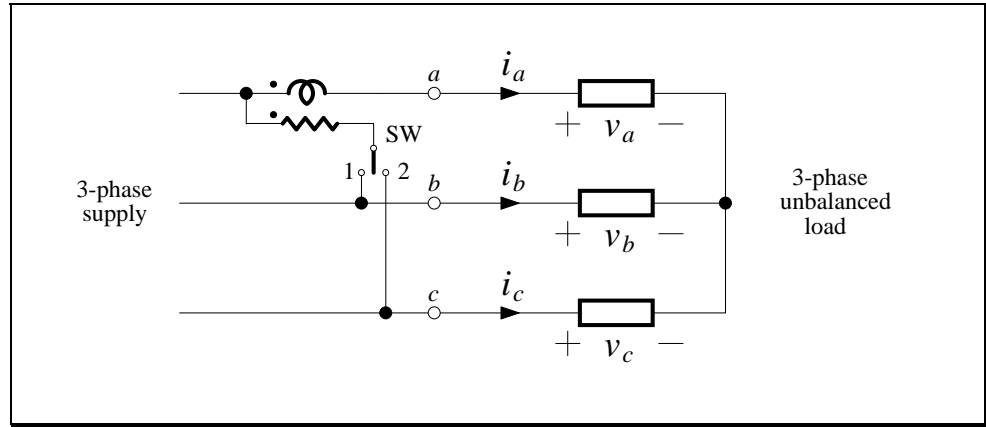 a
i_a
+ v_a −
SW
1 2
3-phase
supply
b
i_b
+ v_b −
3-phase
unbalanced
load
c
i_c
+ v_c −